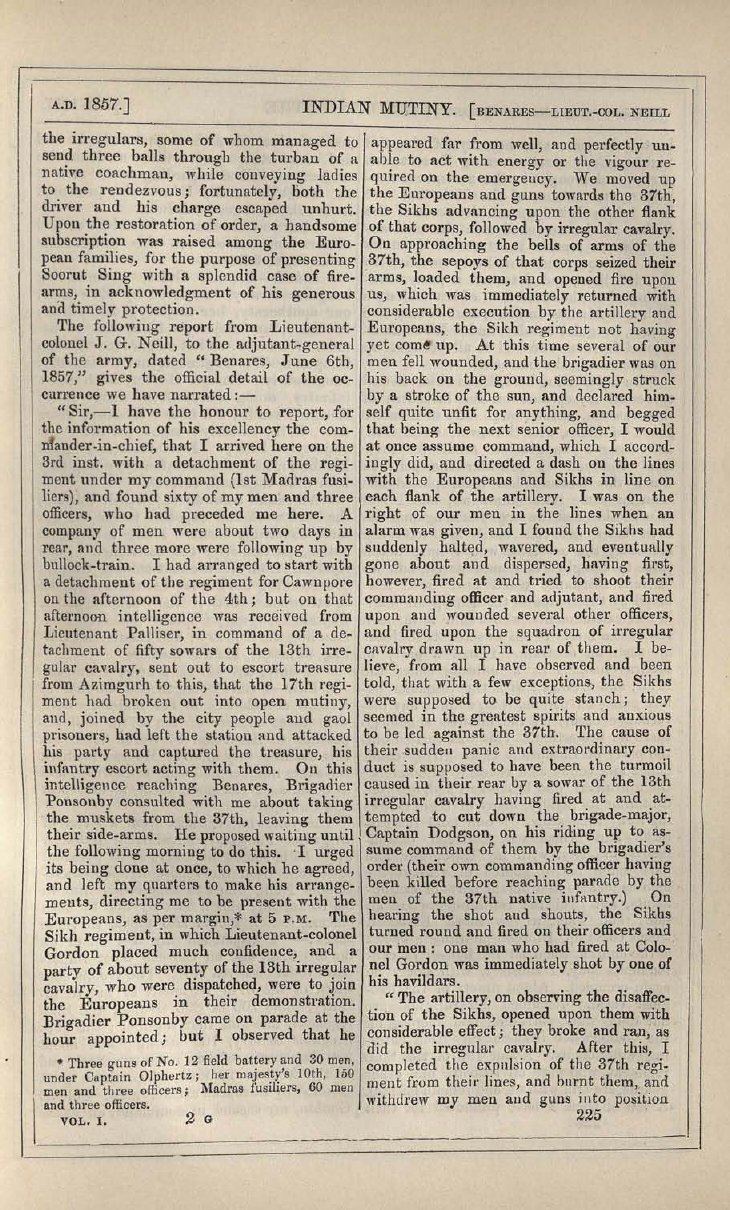 A.D. 1857.] INDIAN MUTINY. [BENARES—LIEUT.-COL. NEILL
the irregulars, some of whom managed to
send three balls through the turban of a
native coachman, while conveying ladies
to the rendezvous; fortunately, both the
driver and his charge escaped unhurt.
Upon the restoration of order, a handsome
subscription was raised among the Euro-
pean families, for the purpose of presenting
Soorut Sing with a splendid case of fire-
arms, in acknowledgment of his generous
and timely protection.
The following report from Lieutenant-
colonel J. G. Neill, to the adjutant-general
of the army, dated “ Benares, June 6th,
1857,” gives the official detail of the oc-
currence we have narrated:—
“Sir,—I have the honour to report, for
the information of his excellency the com-
mander-in-chief, that I arrived here on the
3rd inst. with a detachment of the regi-
ment under my command (1st Madras fusi-
liers), and found sixty of my men and three
officers, who had preceded me here. A
company of men were about two days in
rear, and three more were following up by
bullock-train. I had arranged to start with
a detachment of the regiment for Cawnpore
on the afternoon of the 4th; but on that
afternoon intelligence was received from
Lieutenant Palliser, in command of a de-
tachment of fifty sowars of the 13th irre-
gular cavalry, sent out to escort treasure
from Azimgurh to this, that the 17th regi-
ment had broken out into open mutiny,
and, joined by the city people and gaol
prisoners, had left the station and attacked
his party and captured the treasure, his
infantry escort acting with them. On this
intelligence reaching Benares, Brigadier
Ponsonby consulted with me about taking
the muskets from the 37th, leaving them
their side-arms. He proposed waiting until
the following morning to do this. I urged
its being done at once, to which he agreed,
and left my quarters to make his arrange-
ments, directing me to be present with the
Europeans, as per margin,* at 5 P.M. The
Sikh regiment, in which Lieutenant-colonel
Gordon placed much confidence, and a
party of about seventy of the 13th irregular
cavalry, who were dispatched, were to join
the Europeans in their demonstration.
Brigadier Ponsonby came on parade at the
hour appointed; but I observed that he
* Three guns of No. 12 field battery and 30 men,
under Captain Olphertz; her majesty's 10th, 150
men and three officers; Madras fusiliers, 60 men
and three officers.
VOL. I. 2 G
appeared far from well, and perfectly un-
able to act with energy or the vigour re-
quired on the emergency. We moved up
the Europeans and guns towards the 37th,
the Sikhs advancing upon the other flank
of that corps, followed by irregular cavalry.
On approaching the bells of arms of the
37th, the sepoys of that corps seized their
arms, loaded them, and opened fire upon
us, which was immediately returned with
considerable execution by the artillery and
Europeans, the Sikh regiment not having
yet come up. At this time several of our
men fell wounded, and the brigadier was on
his back on the ground, seemingly struck
by a stroke of the sun, and declared him-
self quite unfit for anything, and begged
that being the next senior officer, I would
at once assume command, which I accord-
ingly did, and directed a dash on the lines
with the Europeans and Sikhs in line on
each flank of the artillery. I was on the
right of our men in the lines when an
alarm was given, and I found the Sikhs had
suddenly halted, wavered, and eventually
gone about and dispersed, having first,
however, fired at and tried to shoot their
commanding officer and adjutant, and fired
upon and wounded several other officers,
and fired upon the squadron of irregular
cavalry drawn up in rear of them. I be-
lieve, from all I have observed and been
told, that with a few exceptions, the Sikhs
were supposed to be quite stanch; they
seemed in the greatest spirits and anxious
to be led against the 37th. The cause of
their sudden panic and extraordinary con-
duct is supposed to have been the turmoil
caused in their rear by a sowar of the 13th
irregular cavalry having fired at and at-
tempted to cut down the brigade-major,
Captain Dodgson, on his riding up to as-
sume command of them by the brigadier's
order (their own commanding officer having
been killed before reaching parade by the
men of the 37th native infantry.) On
hearing the shot and shouts, the Sikhs
turned round and fired on their officers and
our men: one man who had fired at Colo-
nel Gordon was immediately shot by one of
his havildars.
“ The artillery, on observing the disaffec-
tion of the Sikhs, opened upon them with
considerable effect; they broke and ran, as
did the irregular cavalry. After this, I
completed the expulsion of the 37th regi-
ment from their lines, and burnt them, and
withdrew my men and guns into position
225